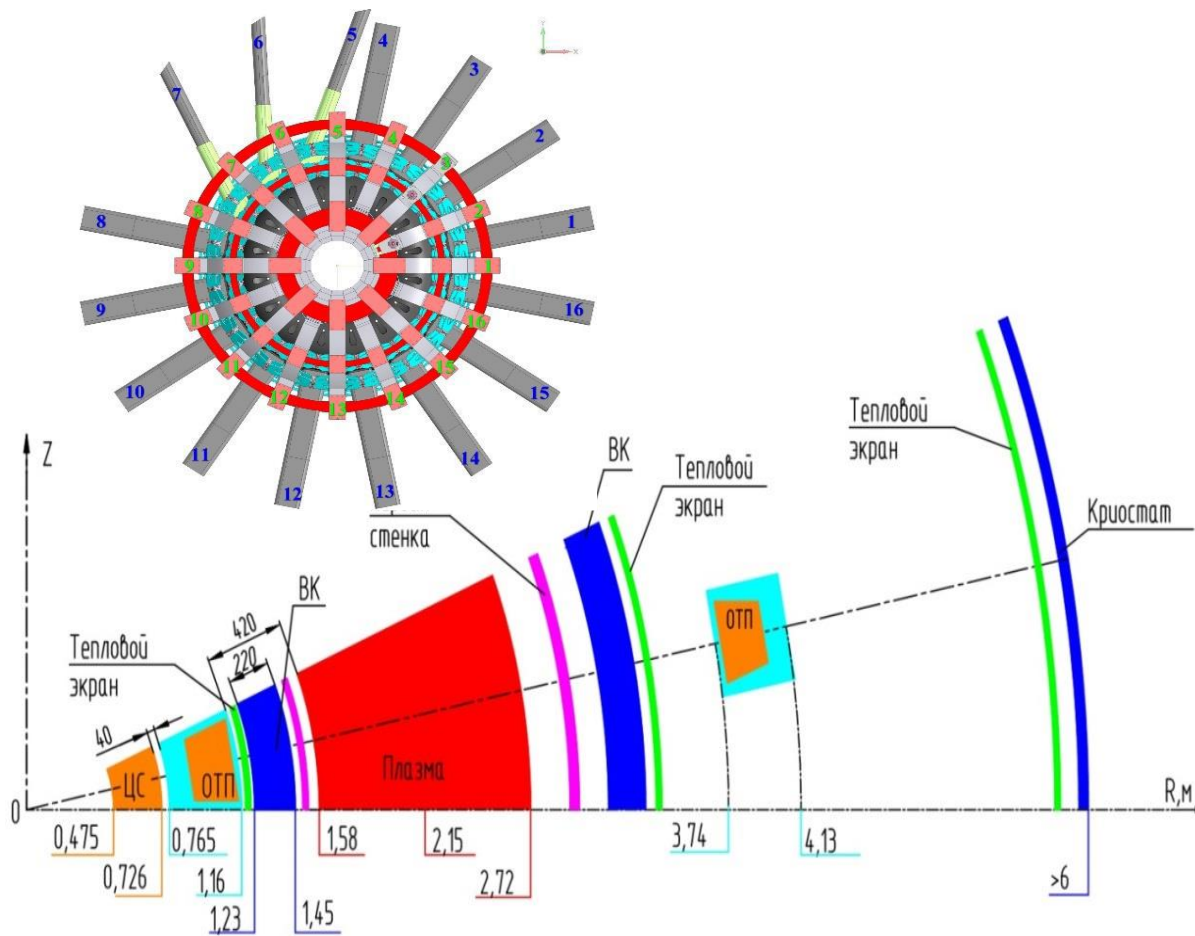 Y
X
6
5
4
7
3
2
8
1
9
16
10
15
11
14
12
13
5
6
4
7
3
8
2
9
1
10
16
11
15
12
14
13
Z
стенка
ВК
Тепловой
экран
Тепловой
экран
Криостат
ВК
420
220
Тепловой
экран
40
ЦС
ОТП
Плазма
ОТП
0
R,м
0,475
0,726
0,765
1,16
1,23
1,45
1,58
2,15
2,72
3,74
4,13
>6